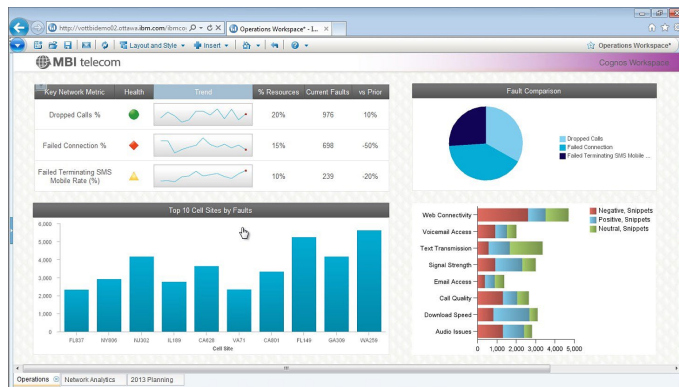 http://vottbidemo02.ottawa.ibm.com/ibmco
Operations Workspace* - I...
Layout and Style
Insert
Operations Workspace*
MBI telecom
Cognos Workspace
Key Network Metric Health Trend % Resources Current Faults vs Prior
Dropped Calls % 20% 976 10%
Failed Connection % 15% 698 -50%
Failed Terminating SMS
Mobile Rate (%) 10% 239 -20%
Fault Comparison
Dropped Calls
Failed Connection
Failed Terminating SMS Mobile ...
Top 10 Cell Sites by Faults
6,000
5,000
4,000
3,000
2,000
1,000
0
FL837 NY856 NJ302 IL189 CA628 VA71 CA801 FL149 GA309 WA259
Cell Site
Web Connectivity
Voicemail Access
Text Transmission
Signal Strength
Email Access
Call Quality
Download Speed
Audio Issues
0 1,000 2,000 3,000 4,000 5,000
Negative, Snippets
Positive, Snippets
Neutral, Snippets
Operations Network Analytics 2013 Planning